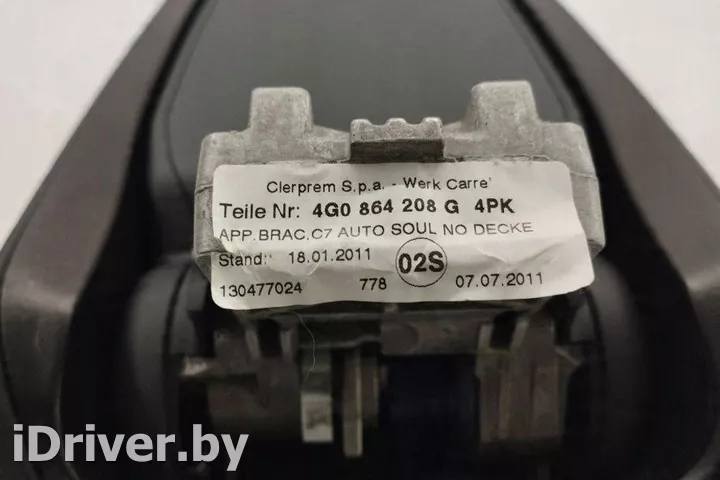 Clerprem S.p.a. - Werk Carre'
Teile Nr: 4G0 864 208 G 4PK
APP.BRAC.C7 AUTO SOUL NO DECKE
Stand: 18.01.2011 02S
130477024 778 07.07.2011
iDriver.by